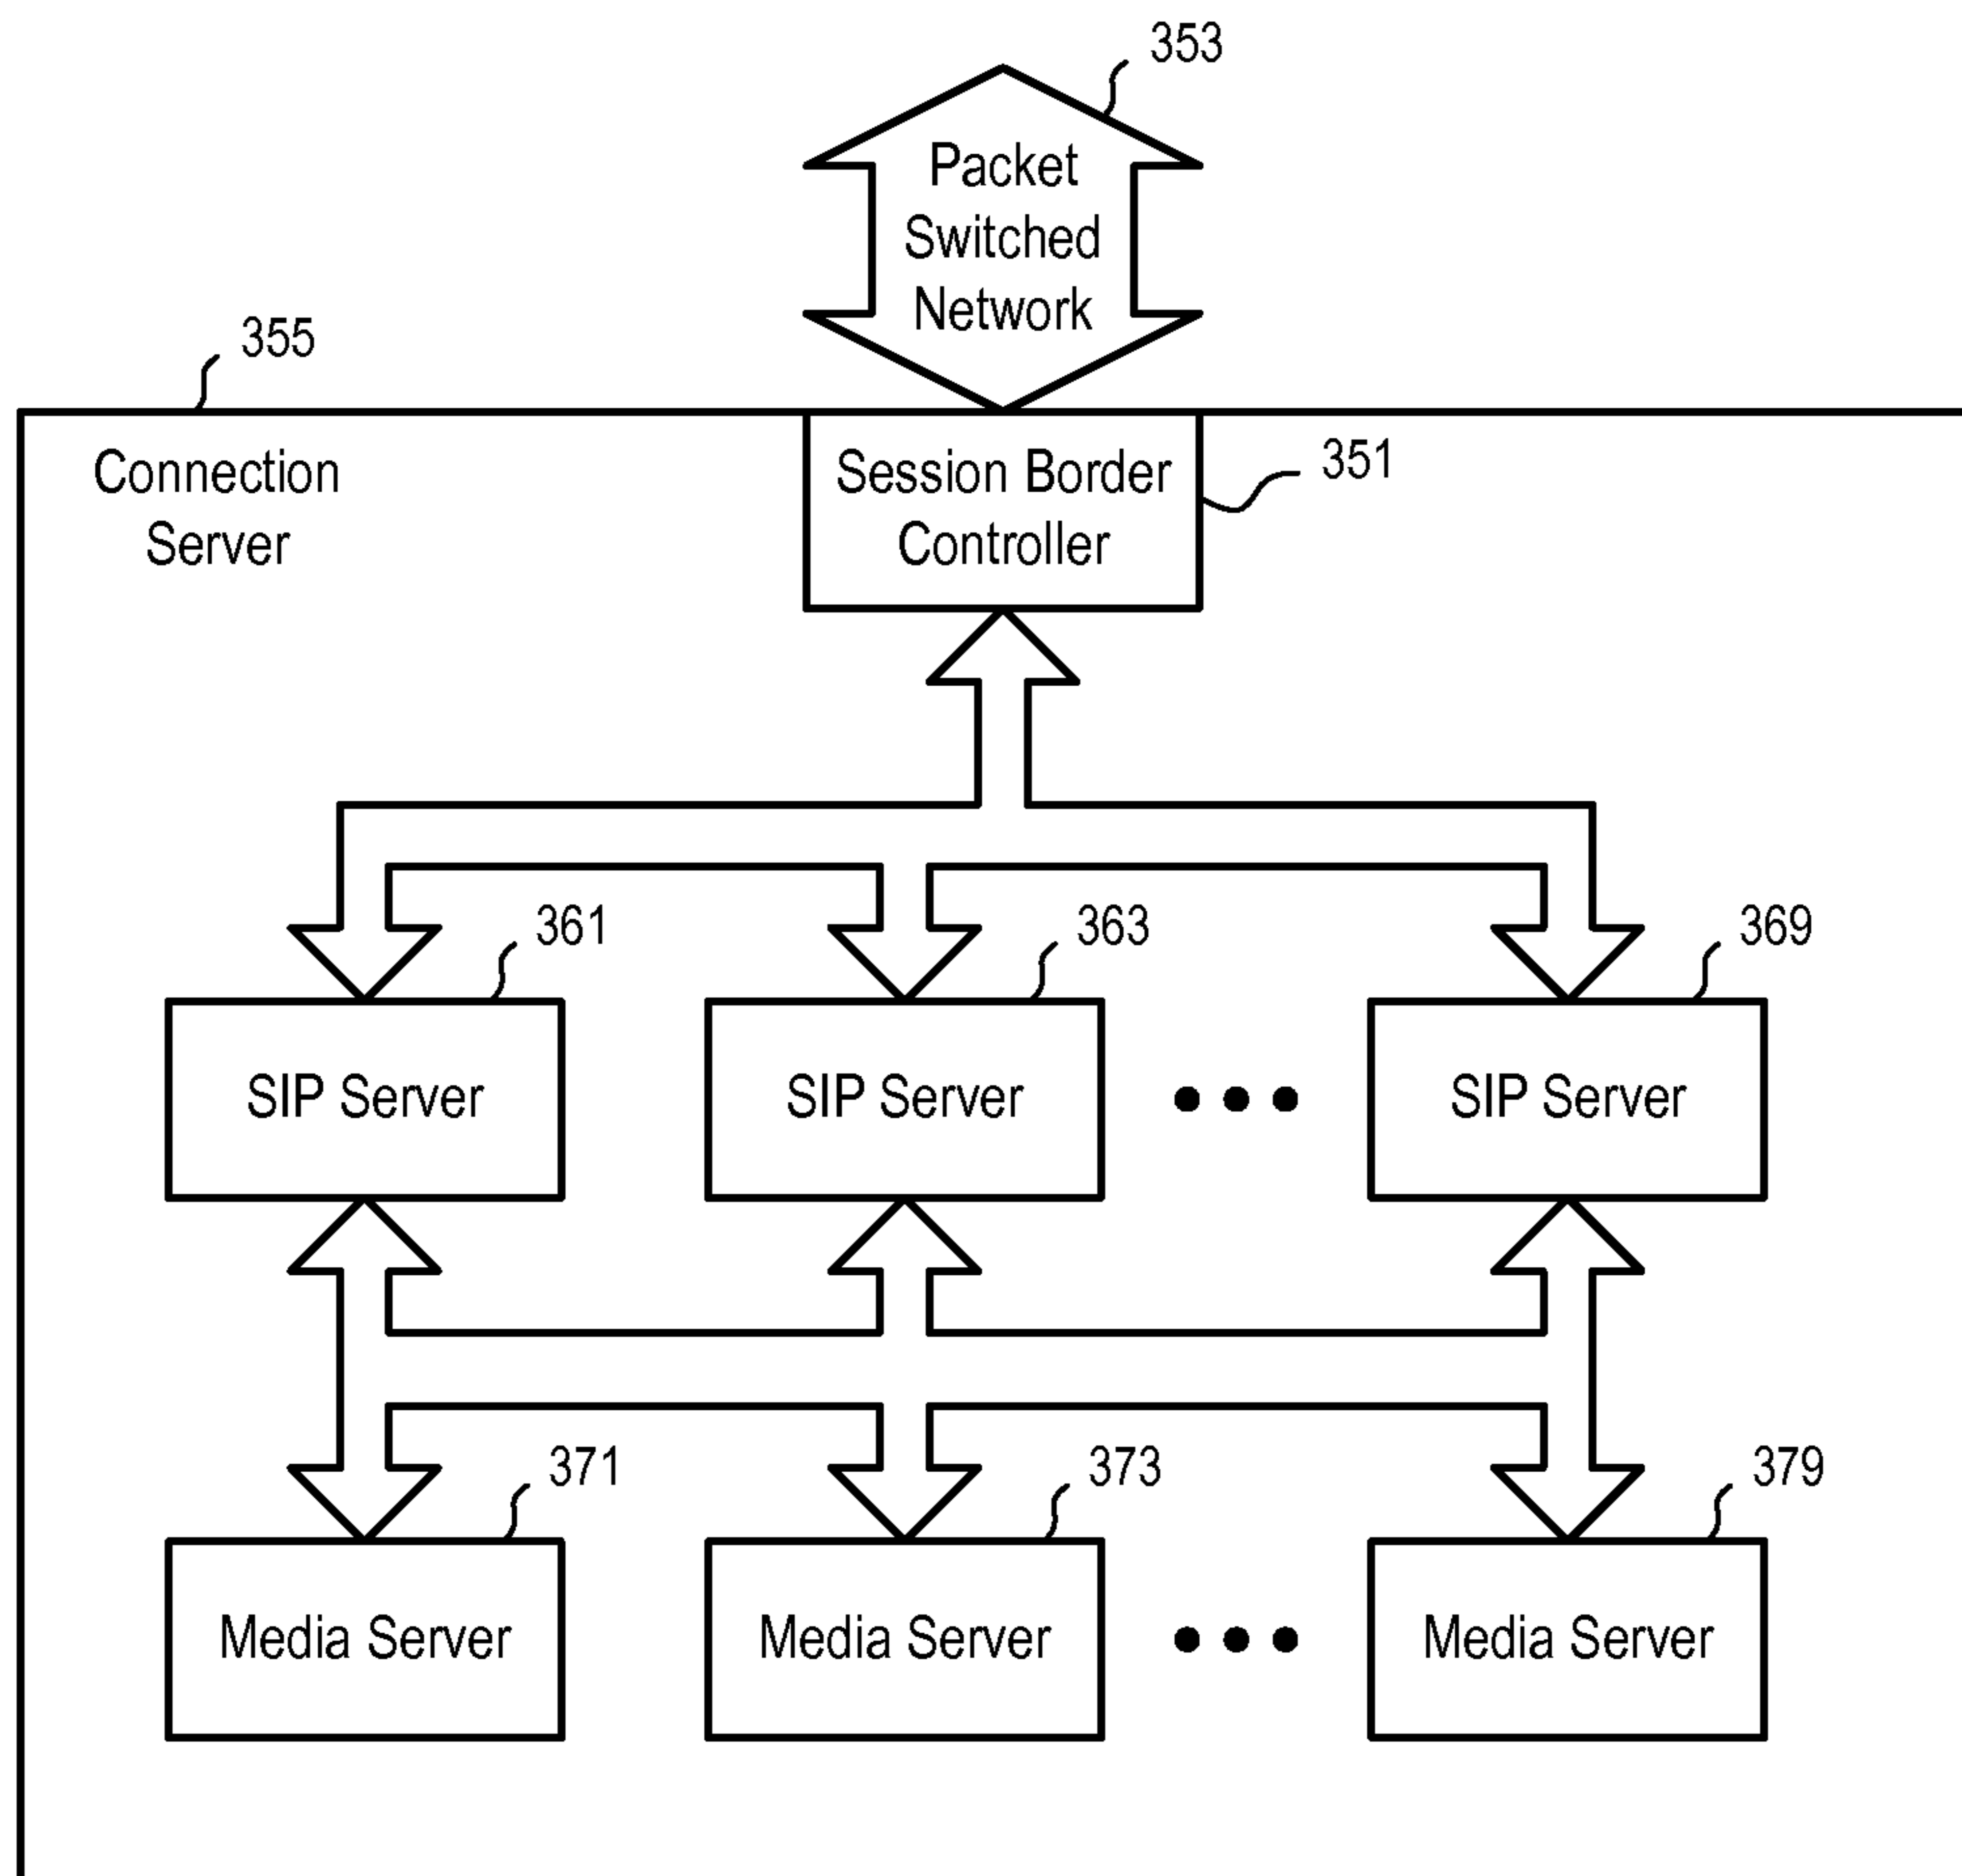 353
Packet
Switched
Network
355
Connection
Server
Session Border
Controller
351
361
363
369
SIP Server
SIP Server
SIP Server
371
373
379
Media Server
Media Server
Media Server